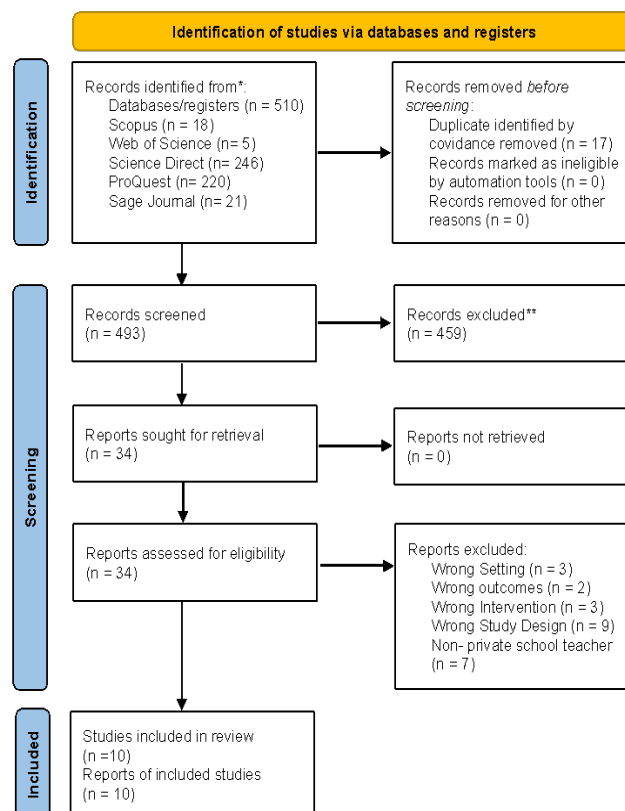 Identification of studies via databases and registers
Identification
Records identified from*:
Databases/registers (n = 510)
Scopus (n = 18)
Web of Science (n= 5)
Science Direct (n= 246)
ProQuest (n= 220)
Sage Journal (n= 21)
Records removed before
screening:
Duplicate identified by
covidance removed (n = 17)
Records marked as ineligible
by automation tools (n = 0)
Records removed for other
reasons (n = 0)
Screening
Records screened
(n = 493)
Records excluded**
(n = 459)
Reports sought for retrieval
(n = 34)
Reports not retrieved
(n = 0)
Reports assessed for eligibility
(n = 34)
Reports excluded:
Wrong Setting (n = 3)
Wrong outcomes (n = 2)
Wrong Intervention (n = 3)
Wrong Study Design (n = 9)
Non- private school teacher
(n = 7)
Included
Studies included in review
(n =10)
Reports of included studies
(n = 10)